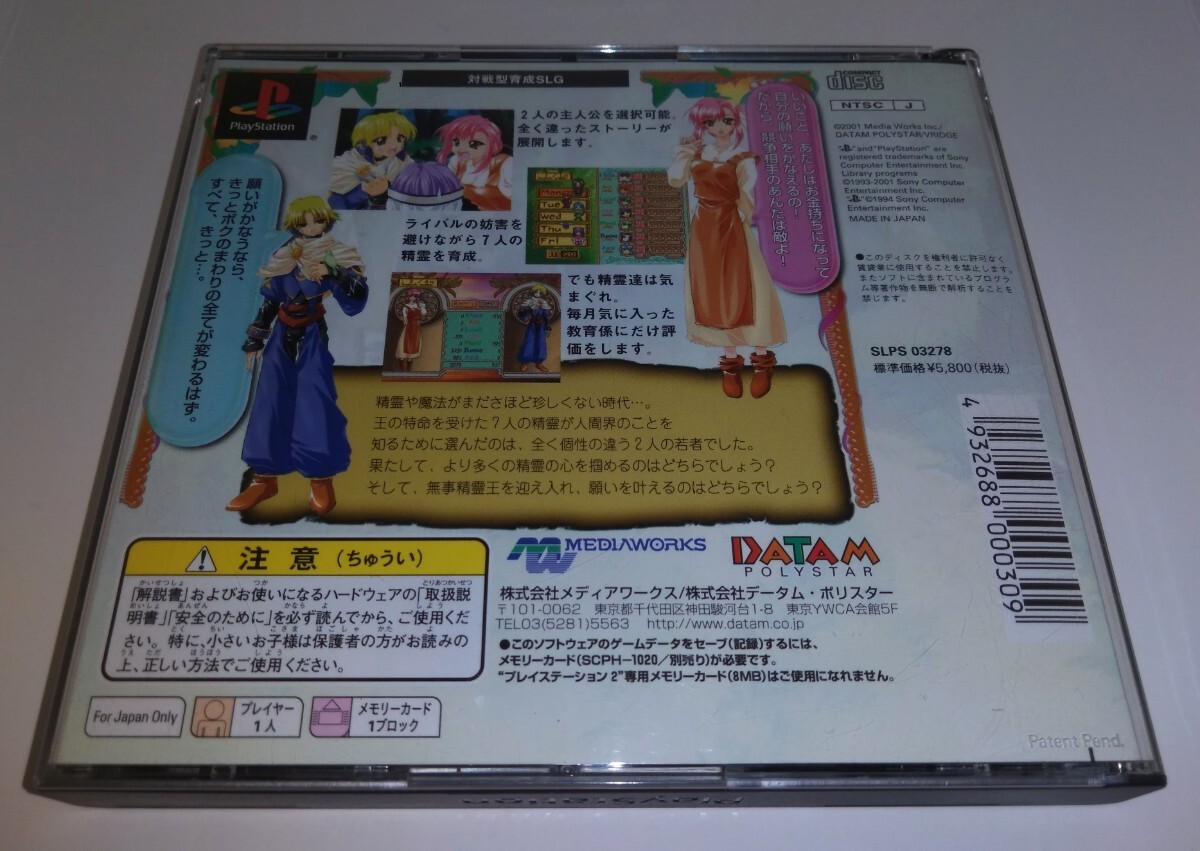 PlayStation
®
対戦型育成SLG
COMPACT
disc
NTSC J
2人の主人公を選択可能。
全く違ったストーリーが
展開します。
いいこと、あたしはお金持ちになって
自分の願いをかなえるの！
だから、競争相手のあんたは敵よ！
願いがかなうなら、
きっとボクのまわりの全てが変わるはず。
すべて、きっと…。
ライバルの妨害を
避けながら7人の
精霊を育成。
Tue
Wed
Thu
Fri
でも精霊達は気
まぐれ。
毎月気に入った
教育係にだけ評
価をします。
©2001 Media Works Inc./
DATAM POLYSTAR/VRIDGE
"and "PlayStation" are
registered trademarks of Sony
Computer Entertainment Inc.
Library programs
©1993-2001 Sony Computer
Entertainment Inc.
"©1994 Sony Computer
Entertainment Inc.
MADE IN JAPAN
●このディスクを権利者に許可なく
賃貸業に使用することを禁止します。
またソフトに含まれているプログラ
ム等著作物を無断で解析することを
禁じます。
SLPS 03278
標準価格¥5,800(税抜)
精霊や魔法がまださほど珍しくない時代…。
王の特命を受けた7人の精霊が人間界のことを
知るために選んだのは、全く個性の違う2人の若者でした。
果たして、より多くの精霊の心を掴めるのはどちらでしょう？
そして、無事精霊王を迎え入れ、願いを叶えるのはどちらでしょう？
4 932688 000309
注意(ちゅうい)
「解説書」およびお使いになるハードウェアの「取扱説
明書」「安全のために」を必ず読んでから、ご使用くだ
さい。特に、小さいお子様は保護者の方がお読みの
上、正しい方法でご使用ください。
MEDIAWORKS
DATAM
POLYSTAR
株式会社メディアワークス/株式会社データム・ポリスター
〒101-0062 東京都千代田区神田駿河台1-8 東京YWCA会館5F
TEL03(5281)5563 http://www.datam.co.jp
●このソフトウェアのゲームデータをセーブ(記録)するには、
メモリーカード(SCPH-1020/別売り)が必要です。
"プレイステーション 2"専用メモリーカード(8MB)はご使用になれません。
For Japan Only
プレイヤー
1人
メモリーカード
1ブロック
Patent Pend.
PlayStation